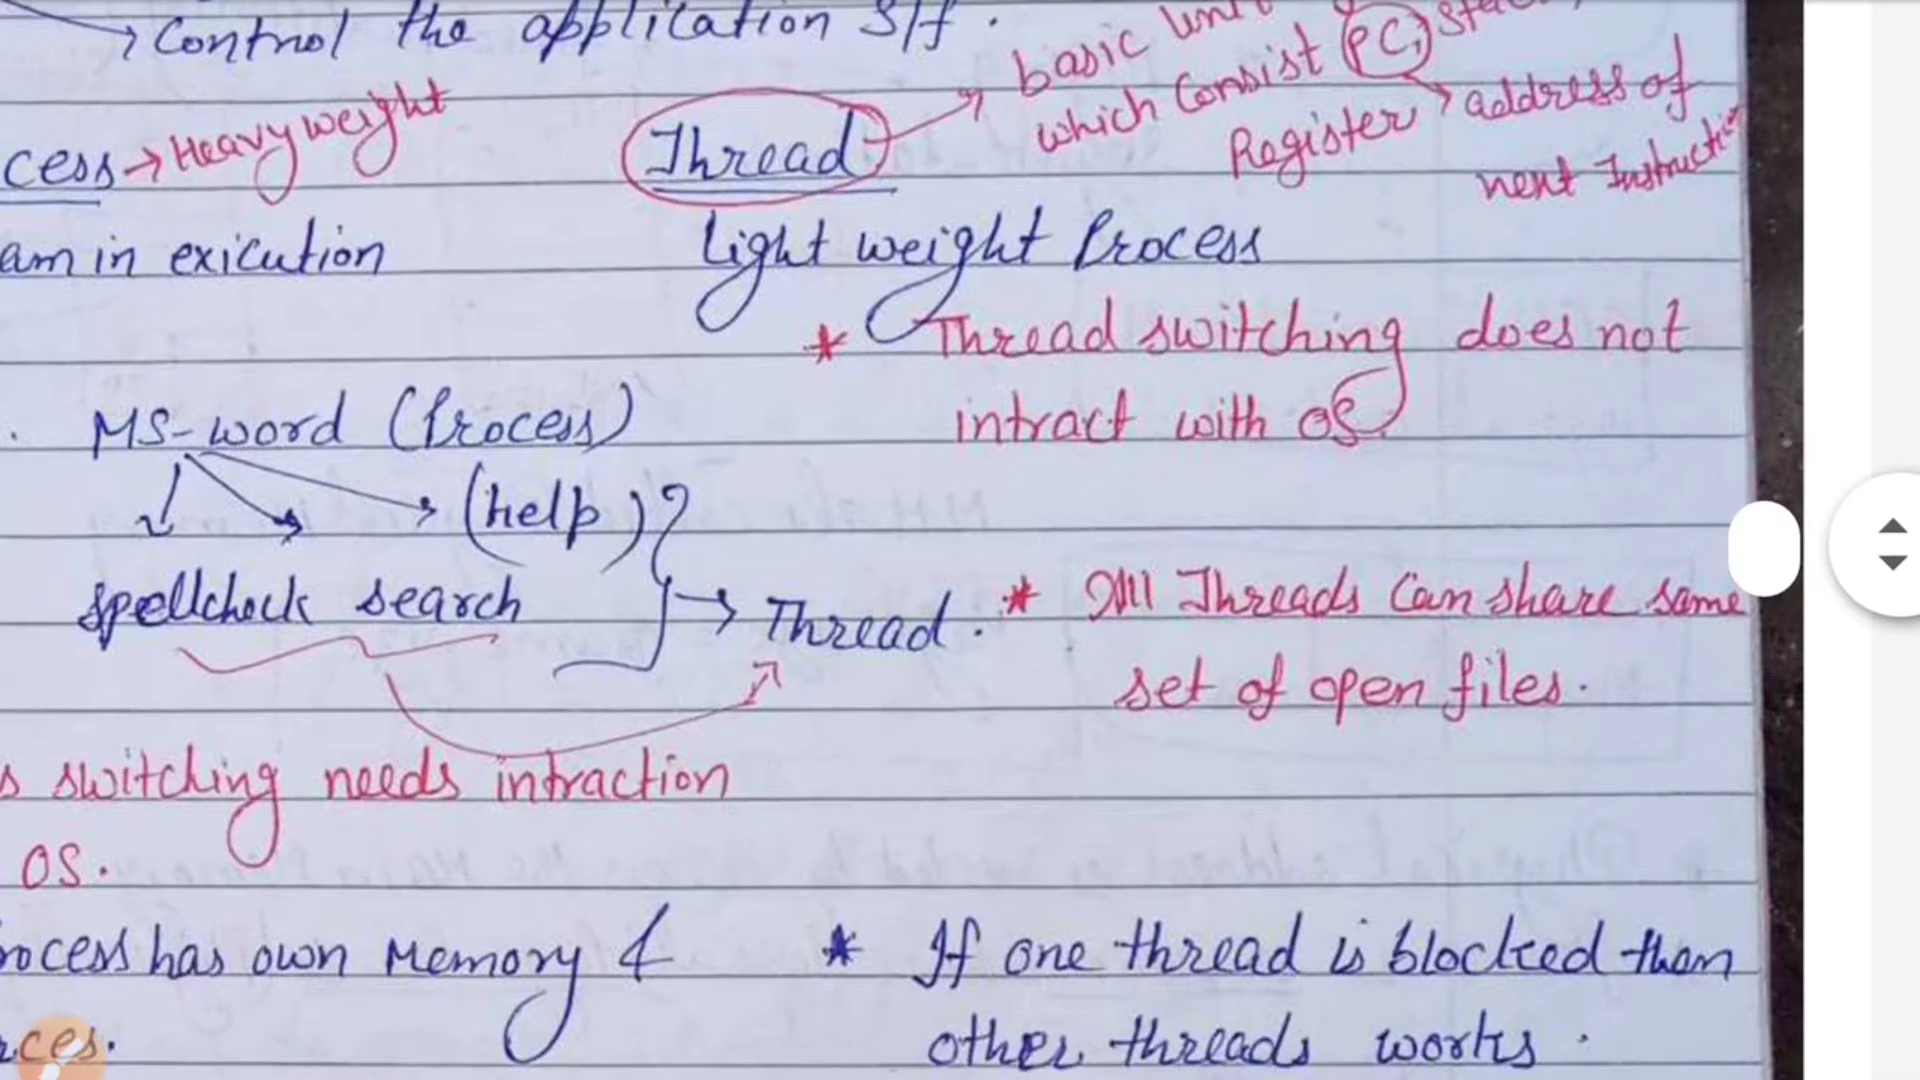 → Control the application S/f.
basic unit
which Consist PC, Stack,
Register → address of
next Instruction
cess → Heavy weight
Thread
am in exicution
light weight Process
* Thread switching does not
intract with OS.
MS-word (Process)
(help)
spellcheck search
→ Thread.
* All Threads Can share same
set of open files.
s switching needs intraction
OS.
rocess has own Memory &
rces.
* If one thread is blocked then
other threads works.